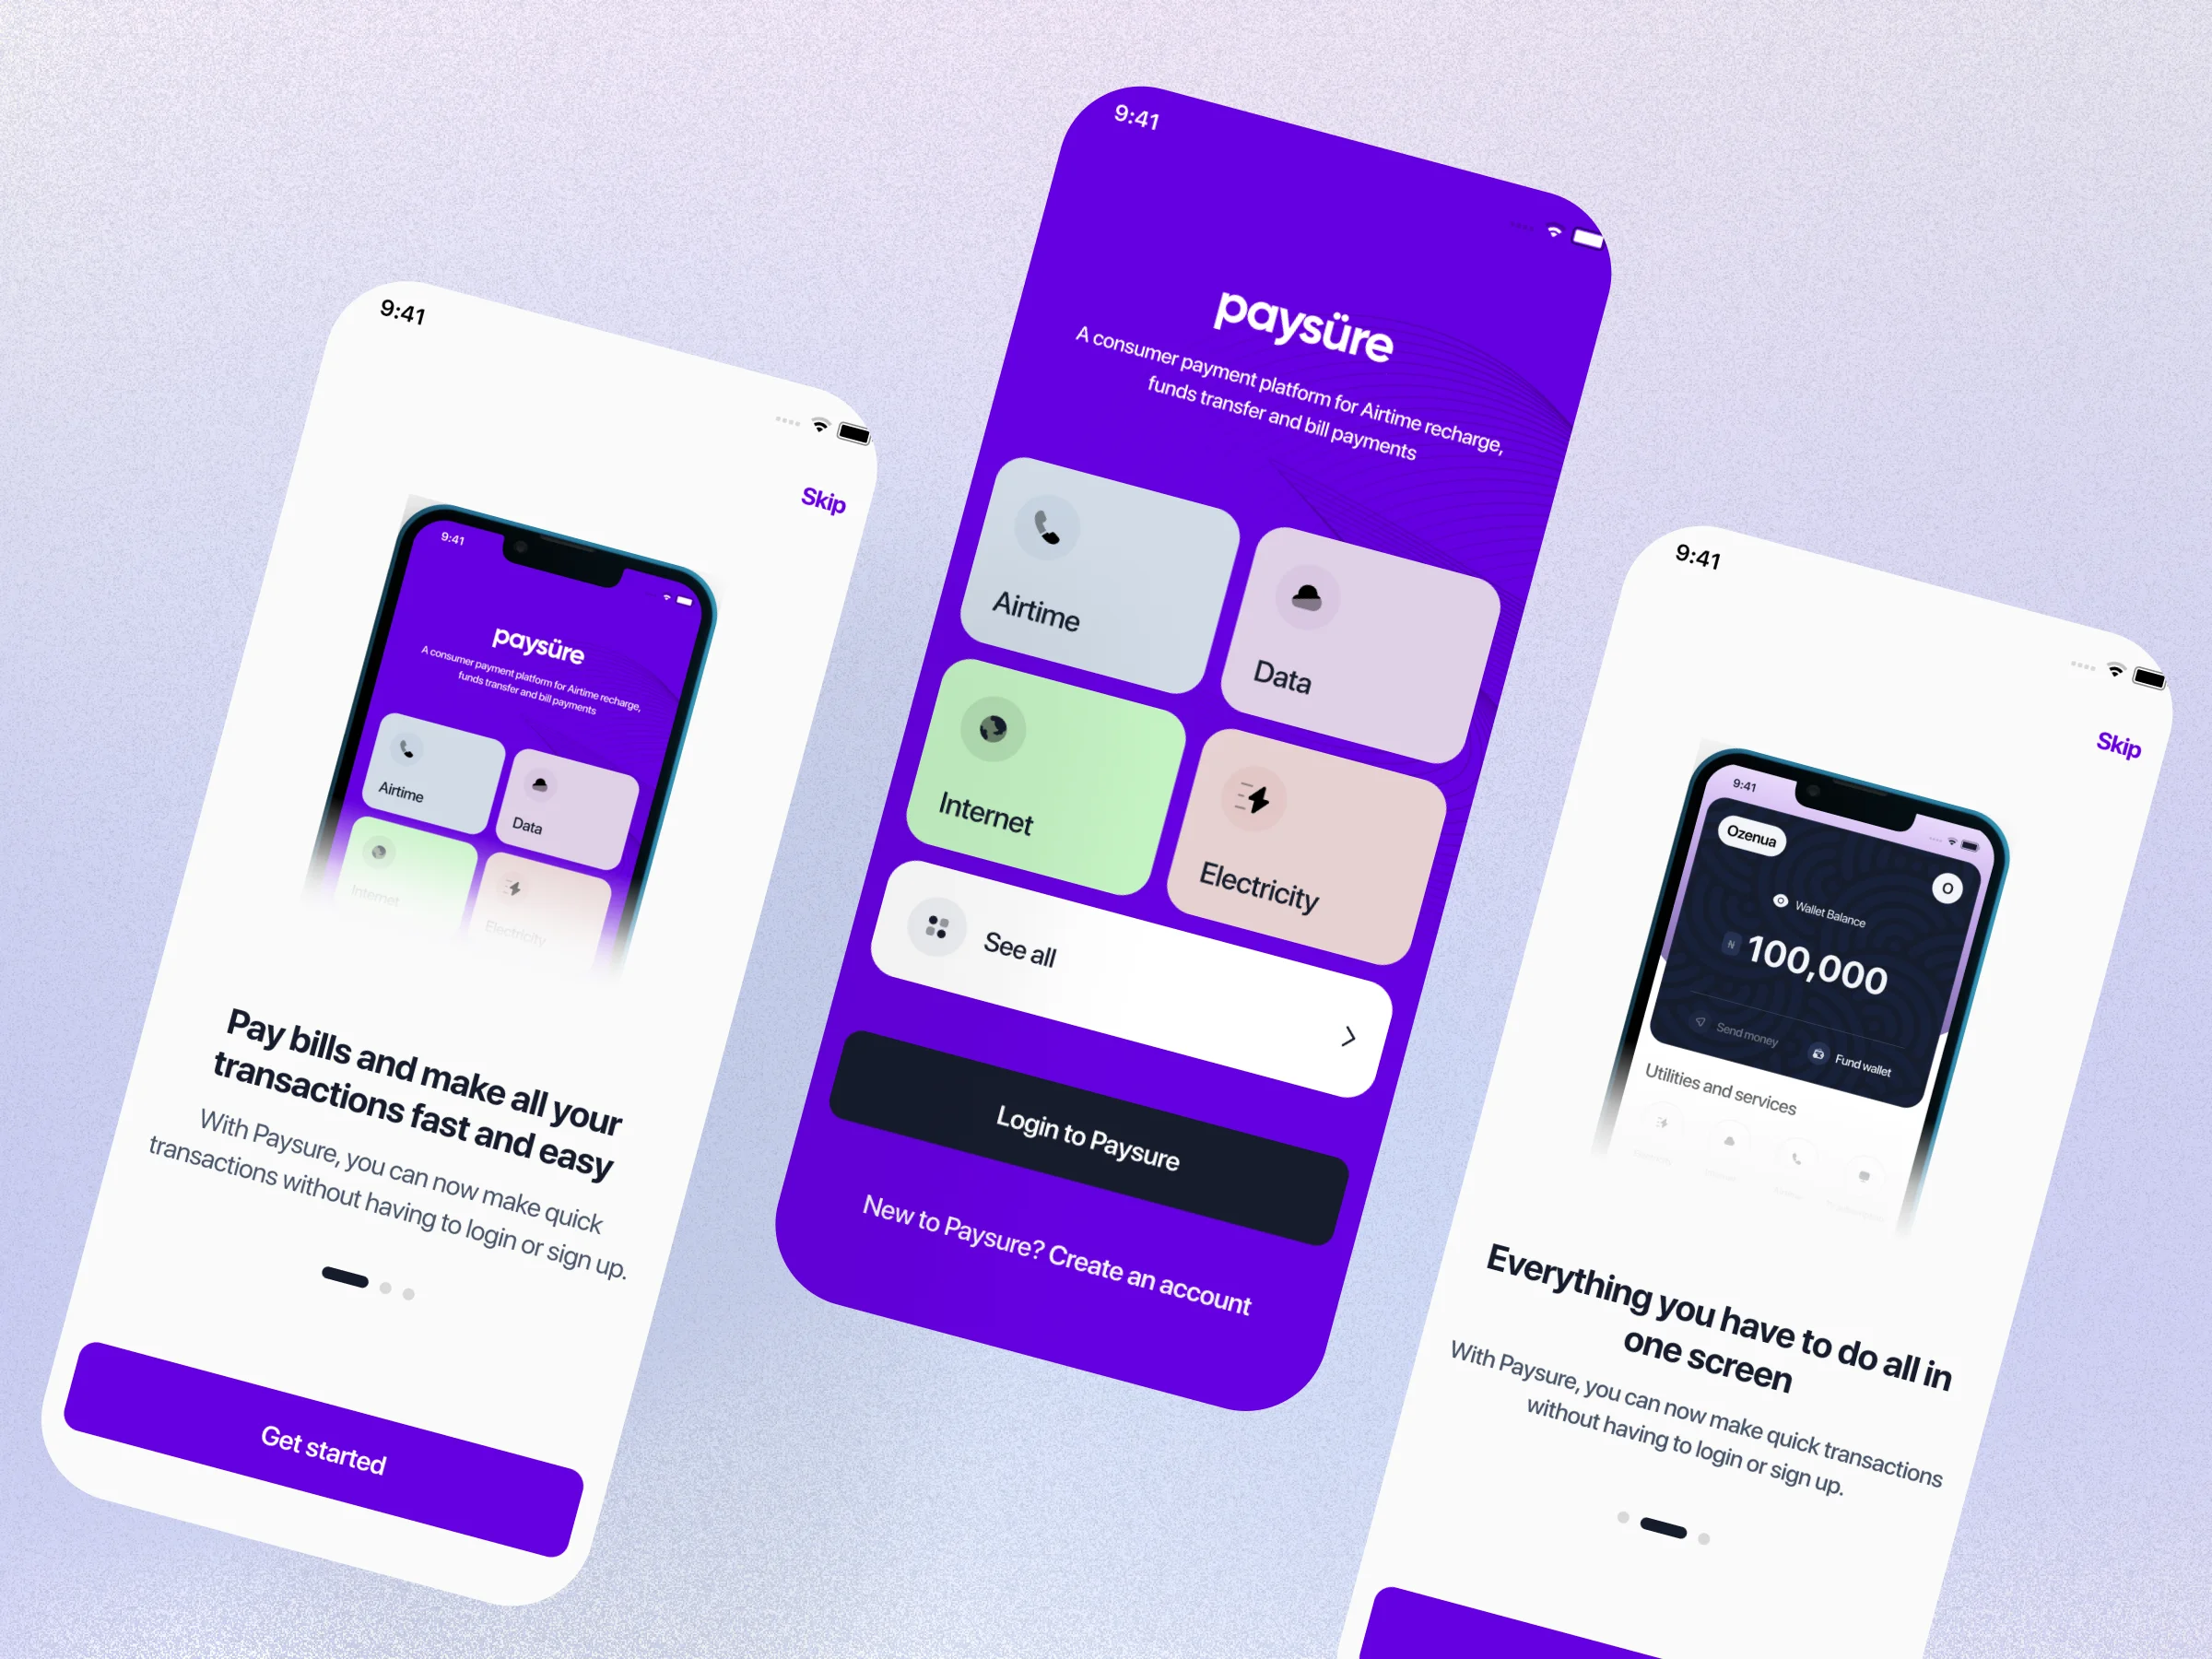 9:41
Skip
9:41
paysüre
A consumer payment platform for Airtime recharge,
funds transfer and bill payments
Airtime
Data
Internet
Electricity
Pay bills and make all your
transactions fast and easy
With Paysure, you can now make quick
transactions without having to login or sign up.
Get started
9:41
paysüre
A consumer payment platform for Airtime recharge,
funds transfer and bill payments
Airtime
Data
Internet
Electricity
See all
Login to Paysure
New to Paysure? Create an account
9:41
Skip
9:41
Ozenua
O
Wallet Balance
N 100,000
Send money
Fund wallet
Utilities and services
Everything you have to do all in
one screen
With Paysure, you can now make quick transactions
without having to login or sign up.